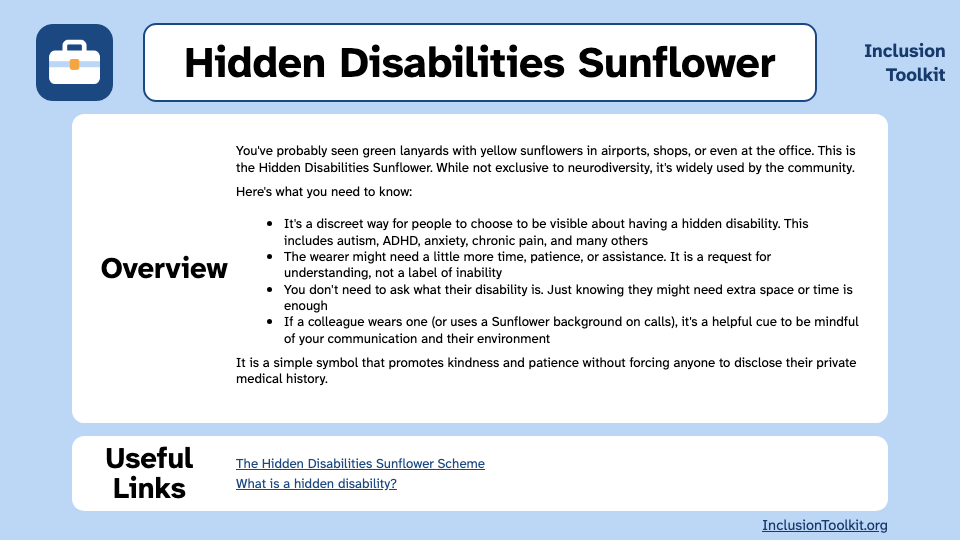 Hidden Disabilities Sunflower
Inclusion
Toolkit
Overview
You've probably seen green lanyards with yellow sunflowers in airports, shops, or even at the office. This is
the Hidden Disabilities Sunflower. While not exclusive to neurodiversity, it's widely used by the community.
Here's what you need to know:
• It's a discreet way for people to choose to be visible about having a hidden disability. This
includes autism, ADHD, anxiety, chronic pain, and many others
• The wearer might need a little more time, patience, or assistance. It is a request for
understanding, not a label of inability
• You don't need to ask what their disability is. Just knowing they might need extra space or time is
enough
• If a colleague wears one (or uses a Sunflower background on calls), it's a helpful cue to be mindful
of your communication and their environment
It is a simple symbol that promotes kindness and patience without forcing anyone to disclose their private
medical history.
Useful
Links
The Hidden Disabilities Sunflower Scheme
What is a hidden disability?
InclusionToolkit.org